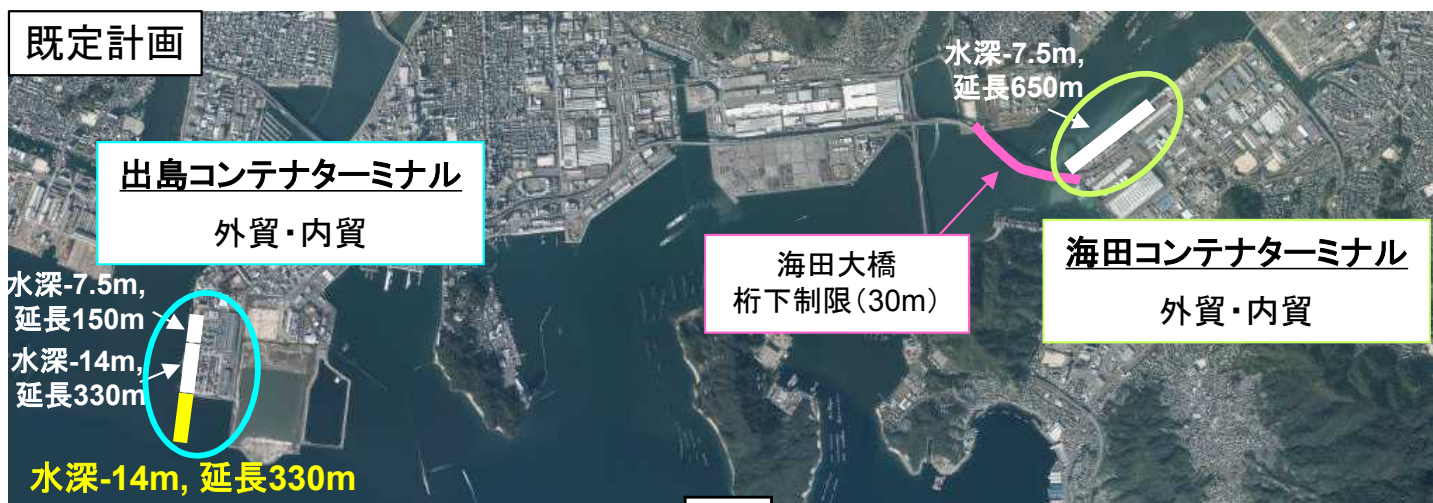 既定計画
水深-7.5m,
延長650m
出島コンテナターミナル
外貿・内貿
海田大橋
桁下制限(30m)
海田コンテナターミナル
外貿・内貿
水深-7.5m,
延長150m
水深-14m,
延長330m
水深-14m, 延長330m